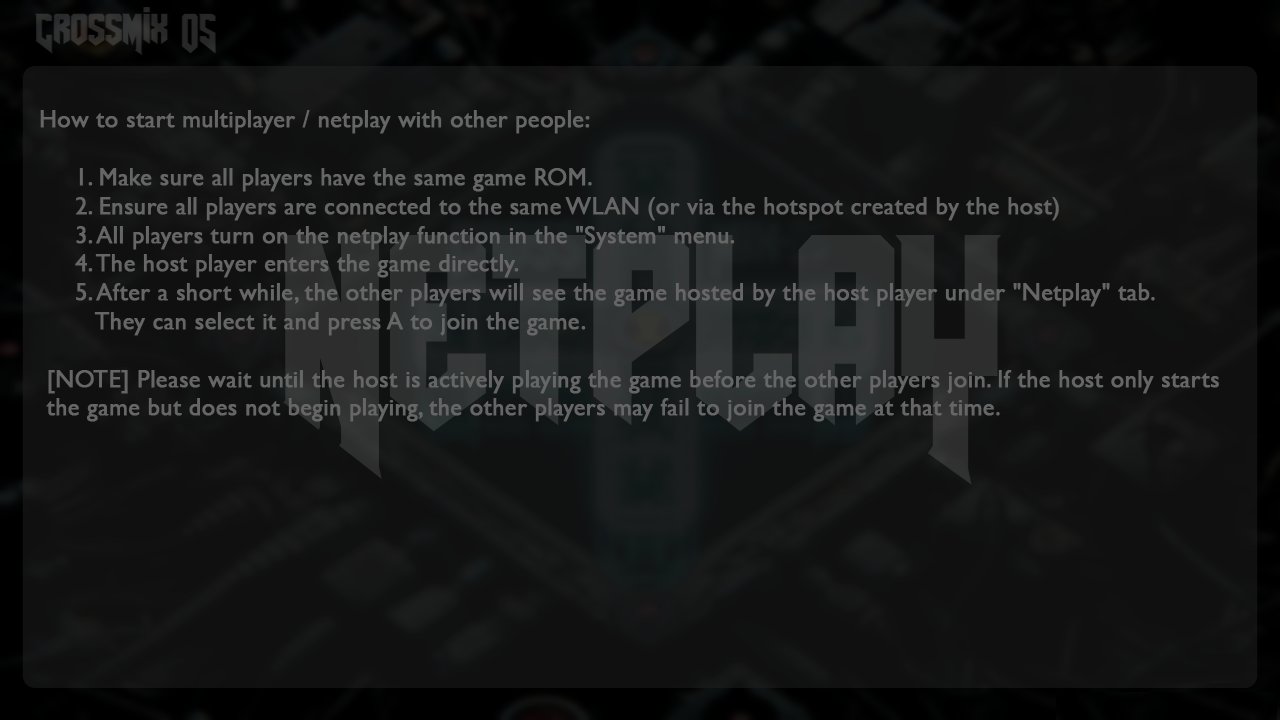 CROSSMIX OS
How to start multiplayer / netplay with other people:
1. Make sure all players have the same game ROM.
2. Ensure all players are connected to the same WLAN (or via the hotspot created by the host)
3. All players turn on the netplay function in the "System" menu.
4. The host player enters the game directly.
5. After a short while, the other players will see the game hosted by the host player under "Netplay" tab.
They can select it and press A to join the game.
NETPLAY
[NOTE] Please wait until the host is actively playing the game before the other players join. If the host only starts
the game but does not begin playing, the other players may fail to join the game at that time.